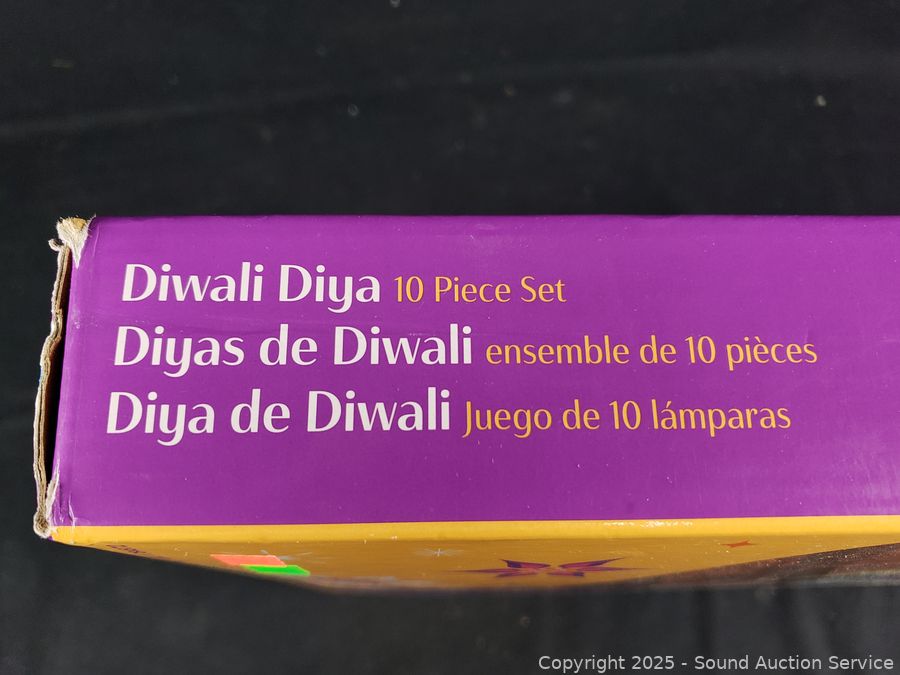 Diwali Diya 10 Piece Set
Diyas de Diwali ensemble de 10 pièces
Diya de Diwali Juego de 10 lámparas
Copyright 2025 - Sound Auction Service